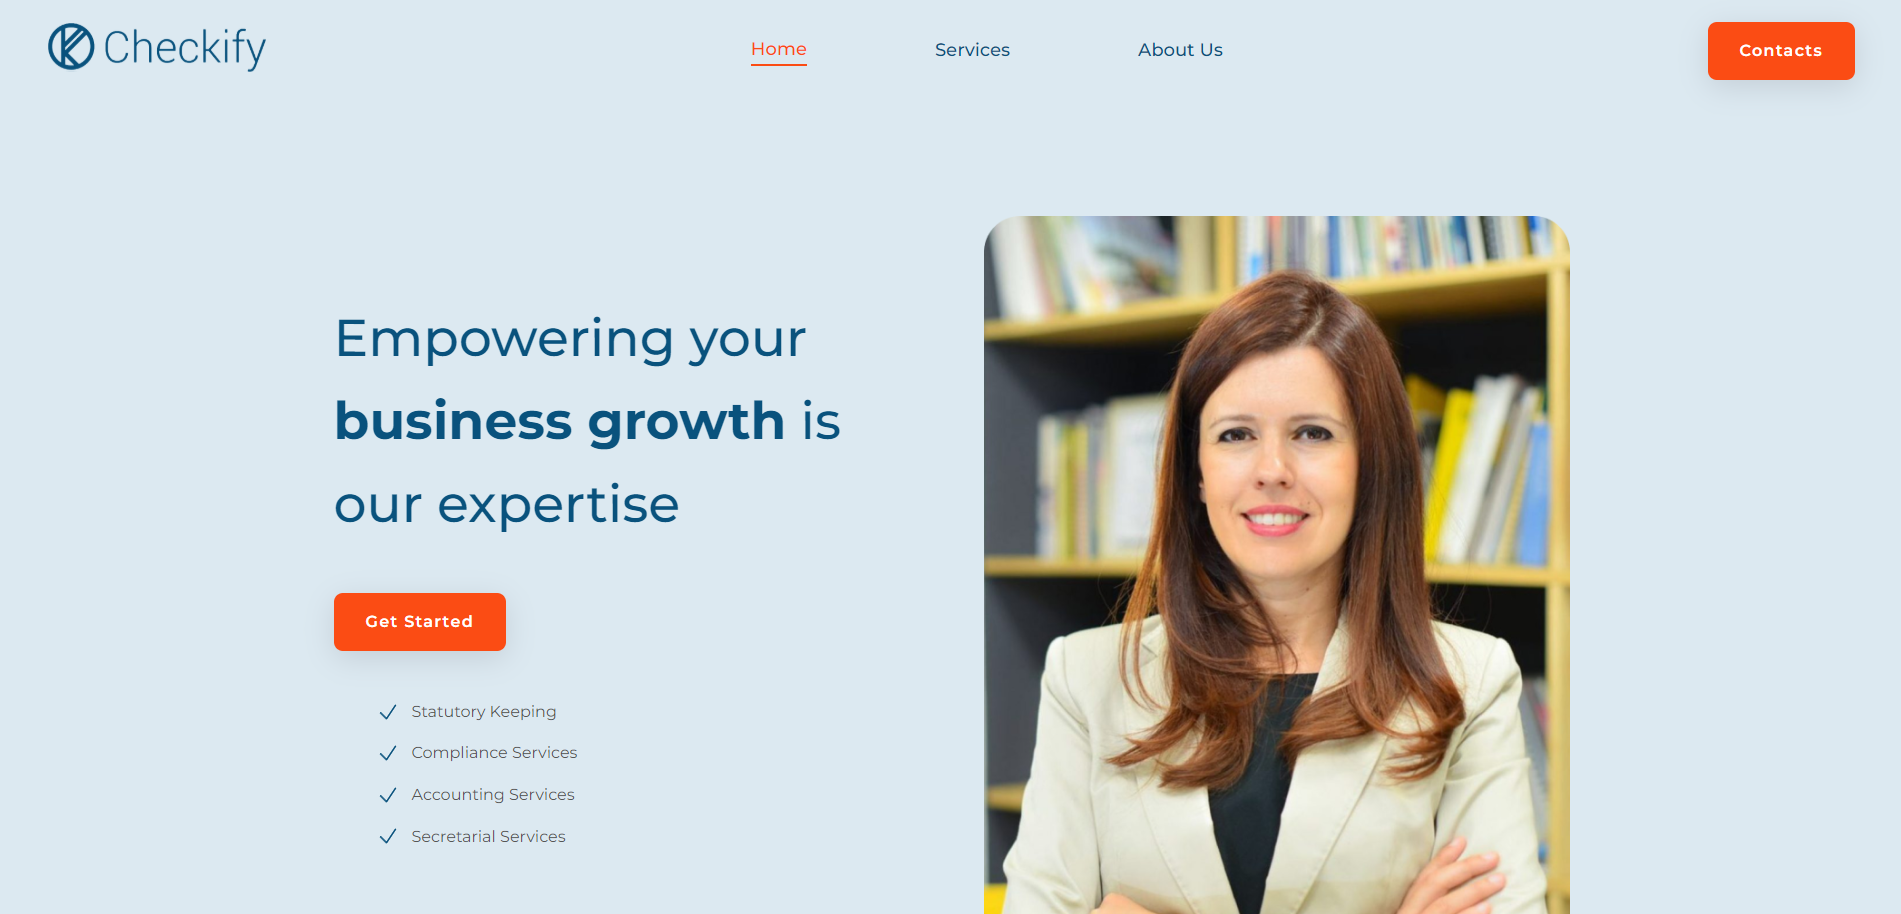 Checkify
Home
Services
About Us
Contacts
Empowering your
business growth is
our expertise
Get Started
Statutory Keeping
Compliance Services
Accounting Services
Secretarial Services